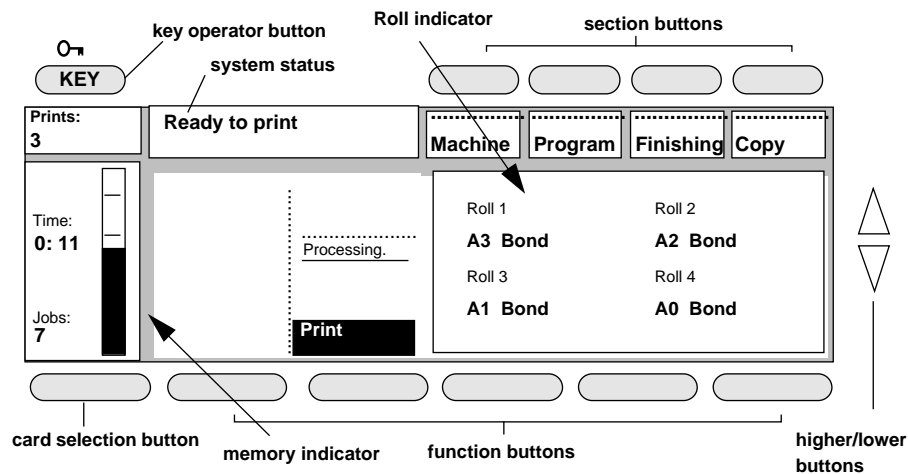 Roll indicator
section buttons
key operator button
system status
KEY
Prints:
3
Ready to print
Machine
Program
Finishing
Copy
Time:
0: 11
Jobs:
7
Processing.
Print
Roll 1
Roll 2
A3 Bond
A2 Bond
Roll 3
Roll 4
A1 Bond
A0 Bond
card selection button
memory indicator
function buttons
higher/lower
buttons